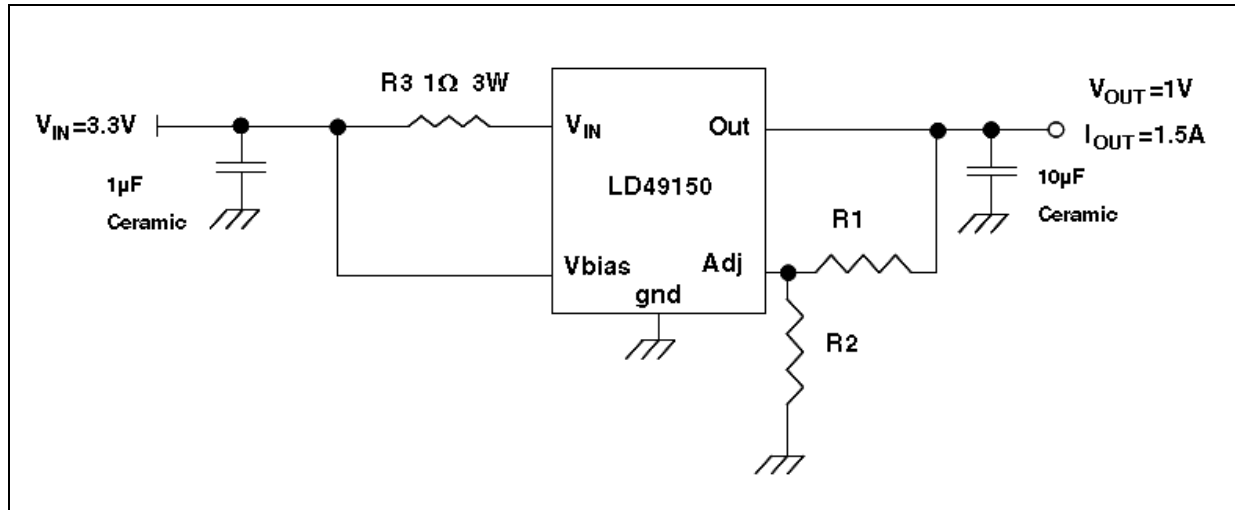 R3 1Ω 3W
V_IN=3.3V
1µF
Ceramic
V_IN
Out
LD49150
Vbias
Adj
gnd
R1
R2
V_OUT=1V
I_OUT=1.5A
10µF
Ceramic